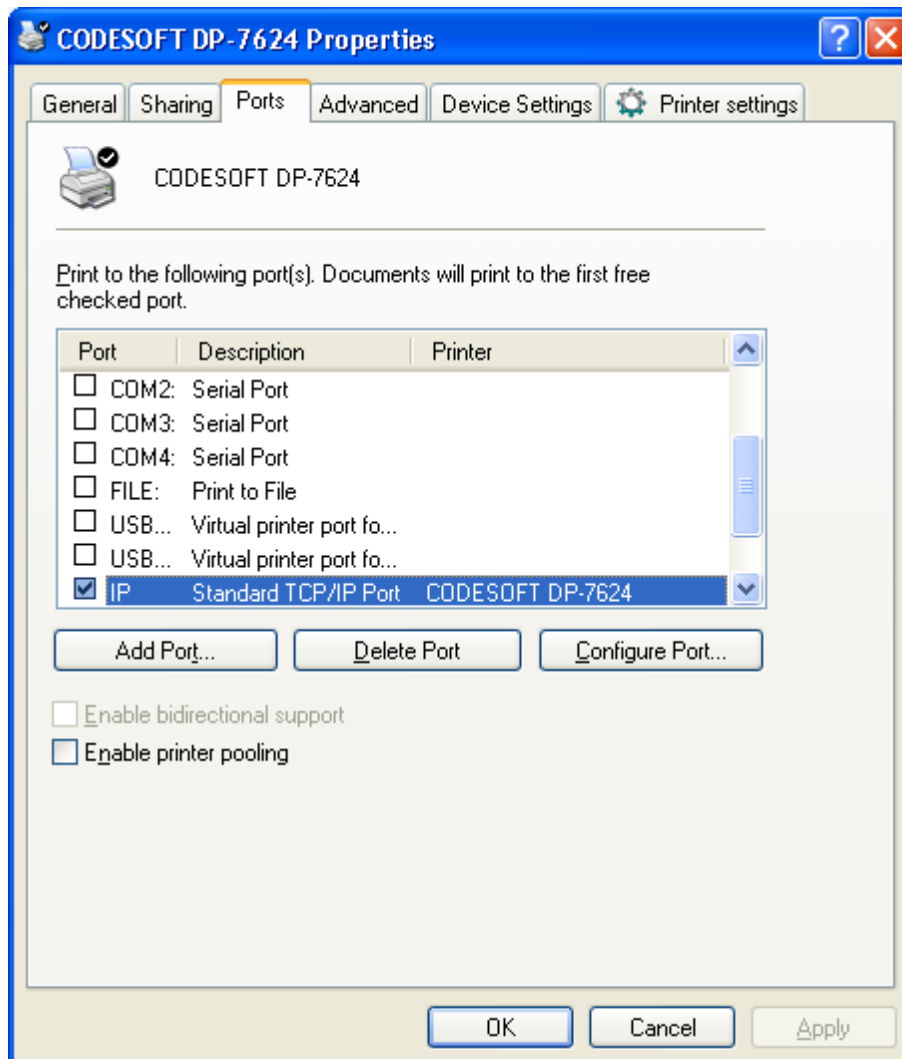 CODESOFT DP-7624 Properties
General Sharing Ports Advanced Device Settings Printer settings
CODESOFT DP-7624
Print to the following port(s). Documents will print to the first free
checked port.
Port Description Printer
COM2: Serial Port
COM3: Serial Port
COM4: Serial Port
FILE: Print to File
USB... Virtual printer port fo...
USB... Virtual printer port fo...
IP Standard TCP/IP Port CODESOFT DP-7624
Add Port... Delete Port Configure Port...
Enable bidirectional support
Enable printer pooling
OK Cancel Apply